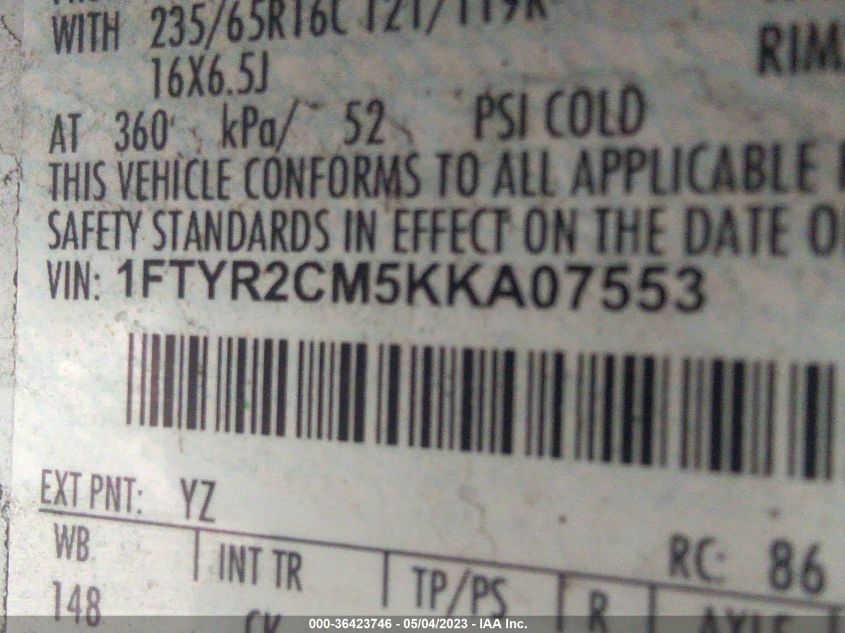 WITH 235/65R16C 121/119R
RIM
16X6.5J
AT 360 kPa/ 52 PSI COLD
THIS VEHICLE CONFORMS TO ALL APPLICABLE
SAFETY STANDARDS IN EFFECT ON THE DATE
VIN: 1FTYR2CM5KKA07553
EXT PNT: YZ RC: 86
WB INT TR TP/PS R AXLE
148 CK
000-36423746 - 05/04/2023 - IAA Inc.